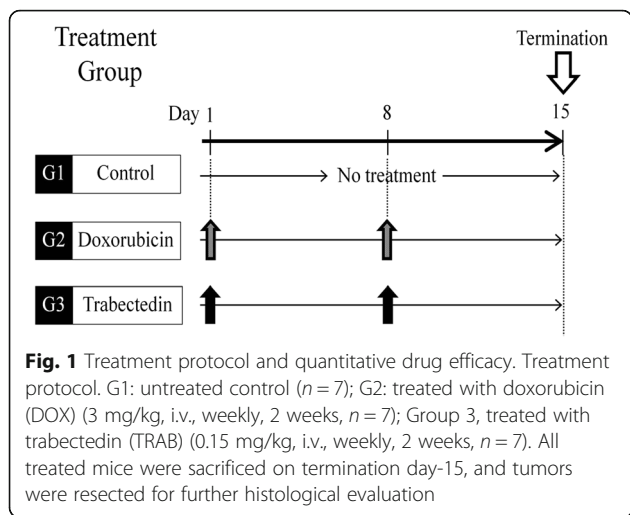 Treatment
Group
Termination
Day 1 8 15
G1 Control No treatment
G2 Doxorubicin
G3 Trabectedin
Fig. 1 Treatment protocol and quantitative drug efficacy. Treatment
protocol. G1: untreated control (n = 7); G2: treated with doxorubicin
(DOX) (3 mg/kg, i.v., weekly, 2 weeks, n = 7); Group 3, treated with
trabectedin (TRAB) (0.15 mg/kg, i.v., weekly, 2 weeks, n = 7). All
treated mice were sacrificed on termination day-15, and tumors
were resected for further histological evaluation